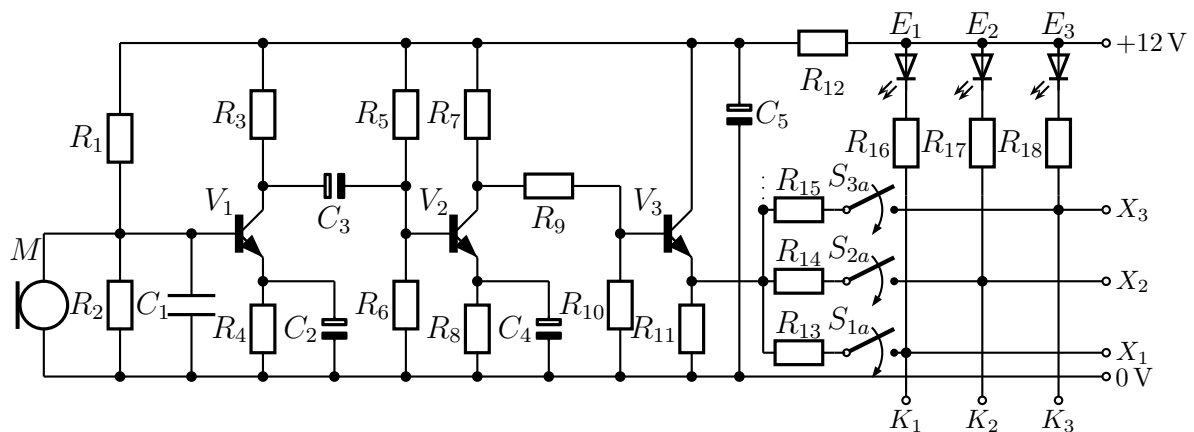 E₁ E₂ E₃
+12 V
R₁₂
R₁ R₃ R₅ R₇ C₅
R₁₆ R₁₇ R₁₈
V₁ C₃ V₂ R₉ V₃ R₁₅ S₃ₐ X₃
M R₁₄ S₂ₐ X₂
R₂ C₁ R₄ C₂ R₆ R₈ C₄ R₁₀ R₁₁ R₁₃ S₁ₐ X₁
0 V
K₁ K₂ K₃